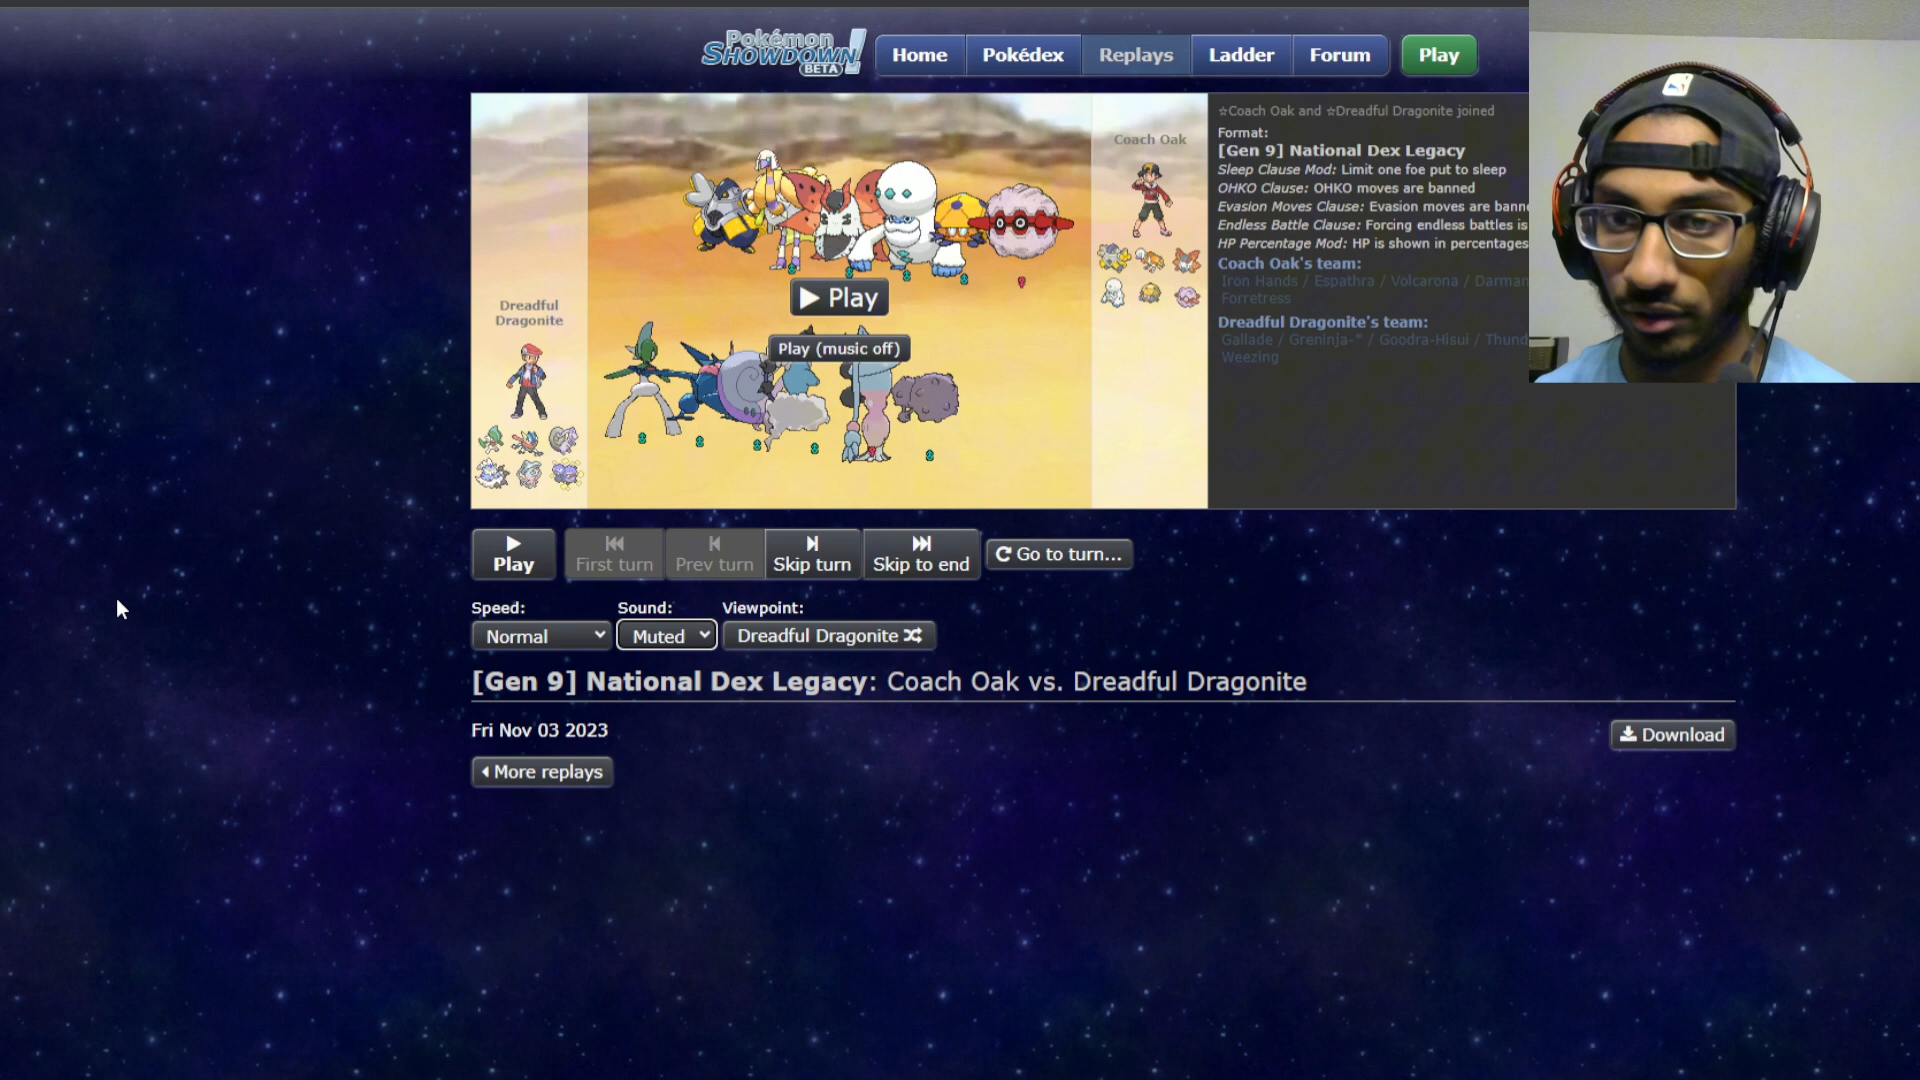 Pokémon
SHOWDOWN!
BETA
Home
Pokédex
Replays
Ladder
Forum
Play
Coach Oak
Dreadful
Dragonite
Play
Play (music off)
☆Coach Oak and ☆Dreadful Dragonite joined
Format:
[Gen 9] National Dex Legacy
Sleep Clause Mod: Limit one foe put to sleep
OHKO Clause: OHKO moves are banned
Evasion Moves Clause: Evasion moves are bann
Endless Battle Clause: Forcing endless battles is
HP Percentage Mod: HP is shown in percentages
Coach Oak's team:
Iron Hands / Espathra / Volcarona / Darman
Forretress
Dreadful Dragonite's team:
Gallade / Greninja-* / Goodra-Hisui / Thund
Weezing
Play
First turn
Prev turn
Skip turn
Skip to end
Go to turn...
Speed:
Sound:
Viewpoint:
Normal
Muted
Dreadful Dragonite
[Gen 9] National Dex Legacy: Coach Oak vs. Dreadful Dragonite
Fri Nov 03 2023
Download
More replays